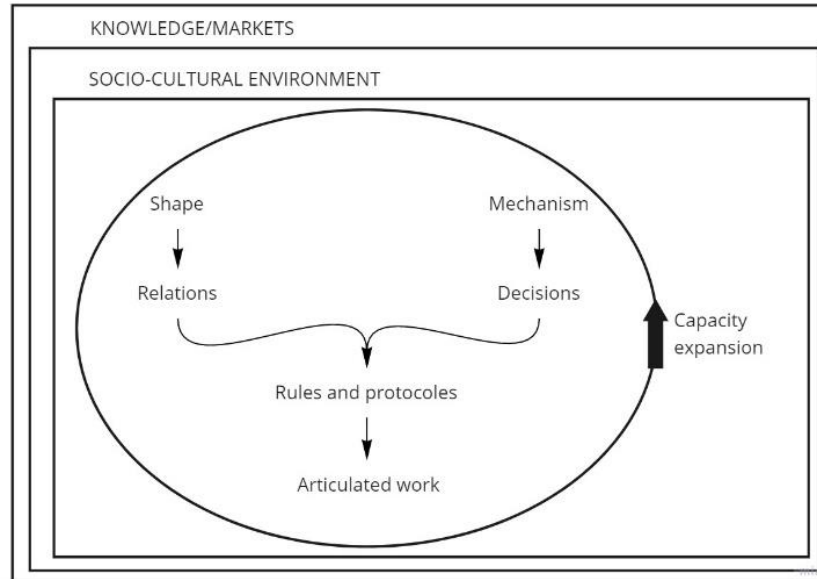 KNOWLEDGE/MARKETS
SOCIO-CULTURAL ENVIRONMENT
Shape
Mechanism
Relations
Decisions
Capacity
expansion
Rules and protocoles
Articulated work